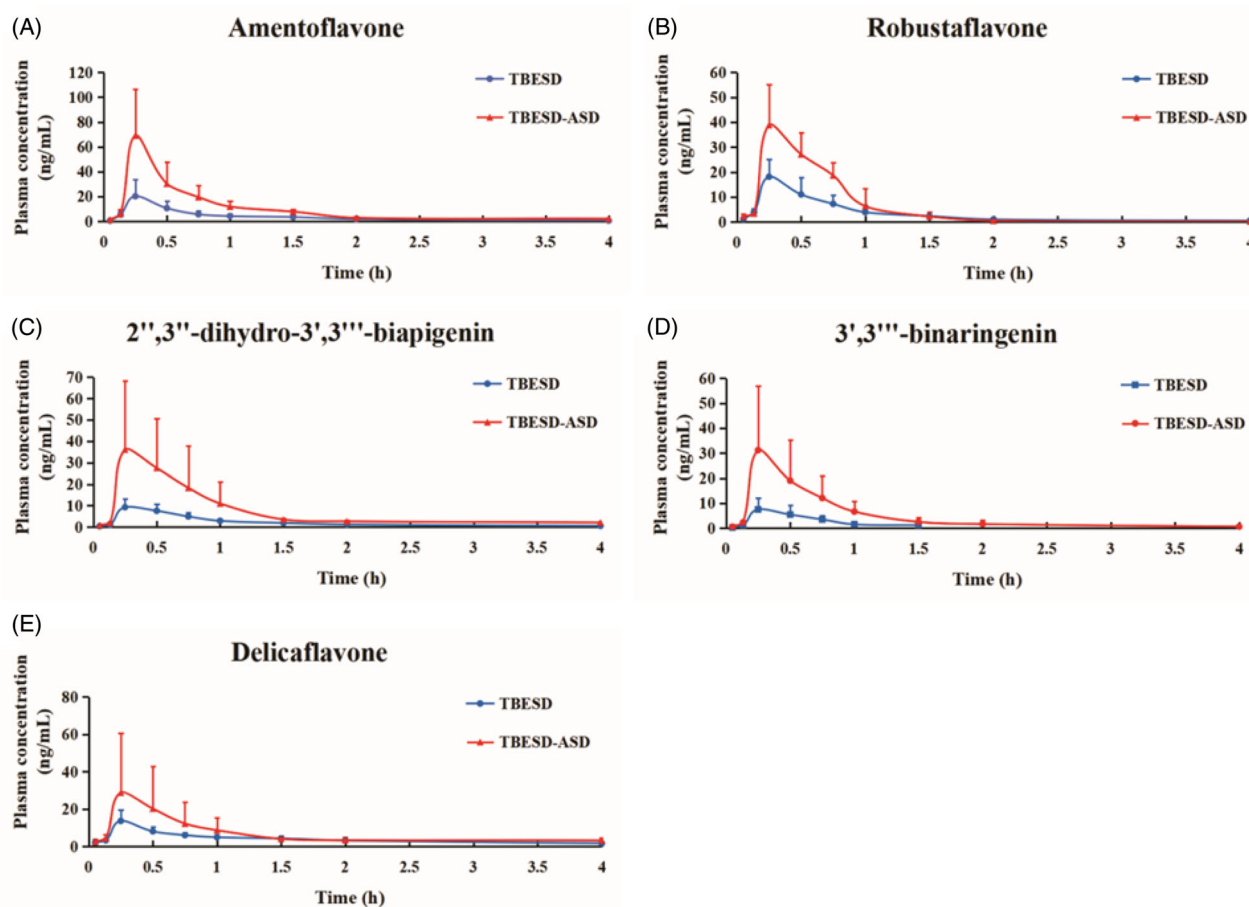 (A)
Amentoflavone
Plasma concentration
(ng/mL)
120
100
80
60
40
20
0
TBESD
TBESD-ASD
0 0.5 1 1.5 2 2.5 3 3.5 4
Time (h)
(B)
Robustaflavone
Plasma concentration
(ng/mL)
60
50
40
30
20
10
0
TBESD
TBESD-ASD
0 0.5 1 1.5 2 2.5 3 3.5 4
Time (h)
(C)
2'',3''-dihydro-3',3'''-biapigenin
Plasma concentration
(ng/mL)
70
60
50
40
30
20
10
0
TBESD
TBESD-ASD
0 0.5 1 1.5 2 2.5 3 3.5 4
Time (h)
(D)
3',3'''-binaringenin
Plasma concentration
(ng/mL)
60
50
40
30
20
10
0
TBESD
TBESD-ASD
0 0.5 1 1.5 2 2.5 3 3.5 4
Time (h)
(E)
Delicaflavone
Plasma concentration
(ng/mL)
80
60
40
20
0
TBESD
TBESD-ASD
0 0.5 1 1.5 2 2.5 3 3.5 4
Time (h)